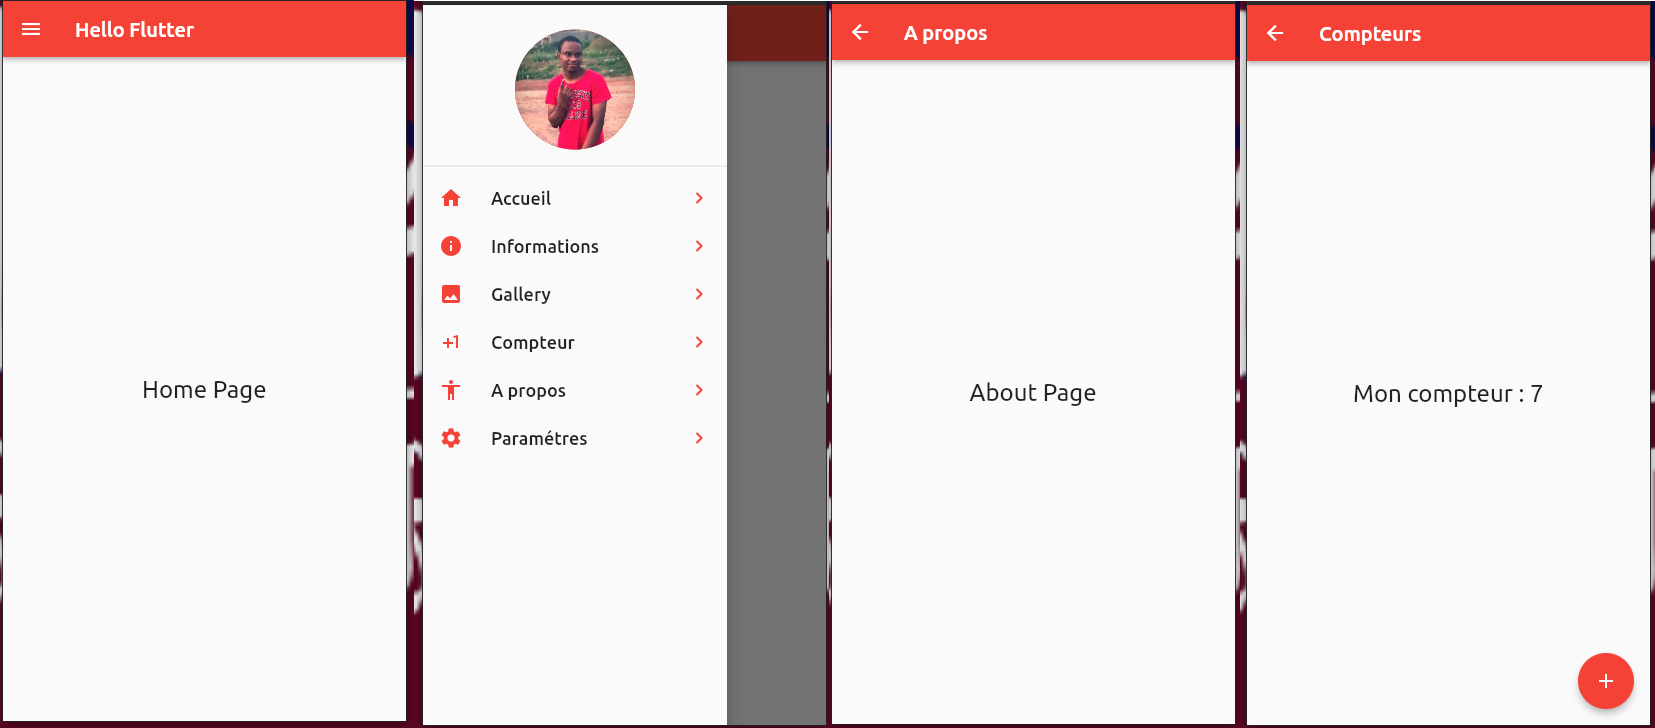 Hello Flutter
Home Page
Accueil
Informations
Gallery
+1 Compteur
A propos
Paramétres
A propos
About Page
Compteurs
Mon compteur : 7
+